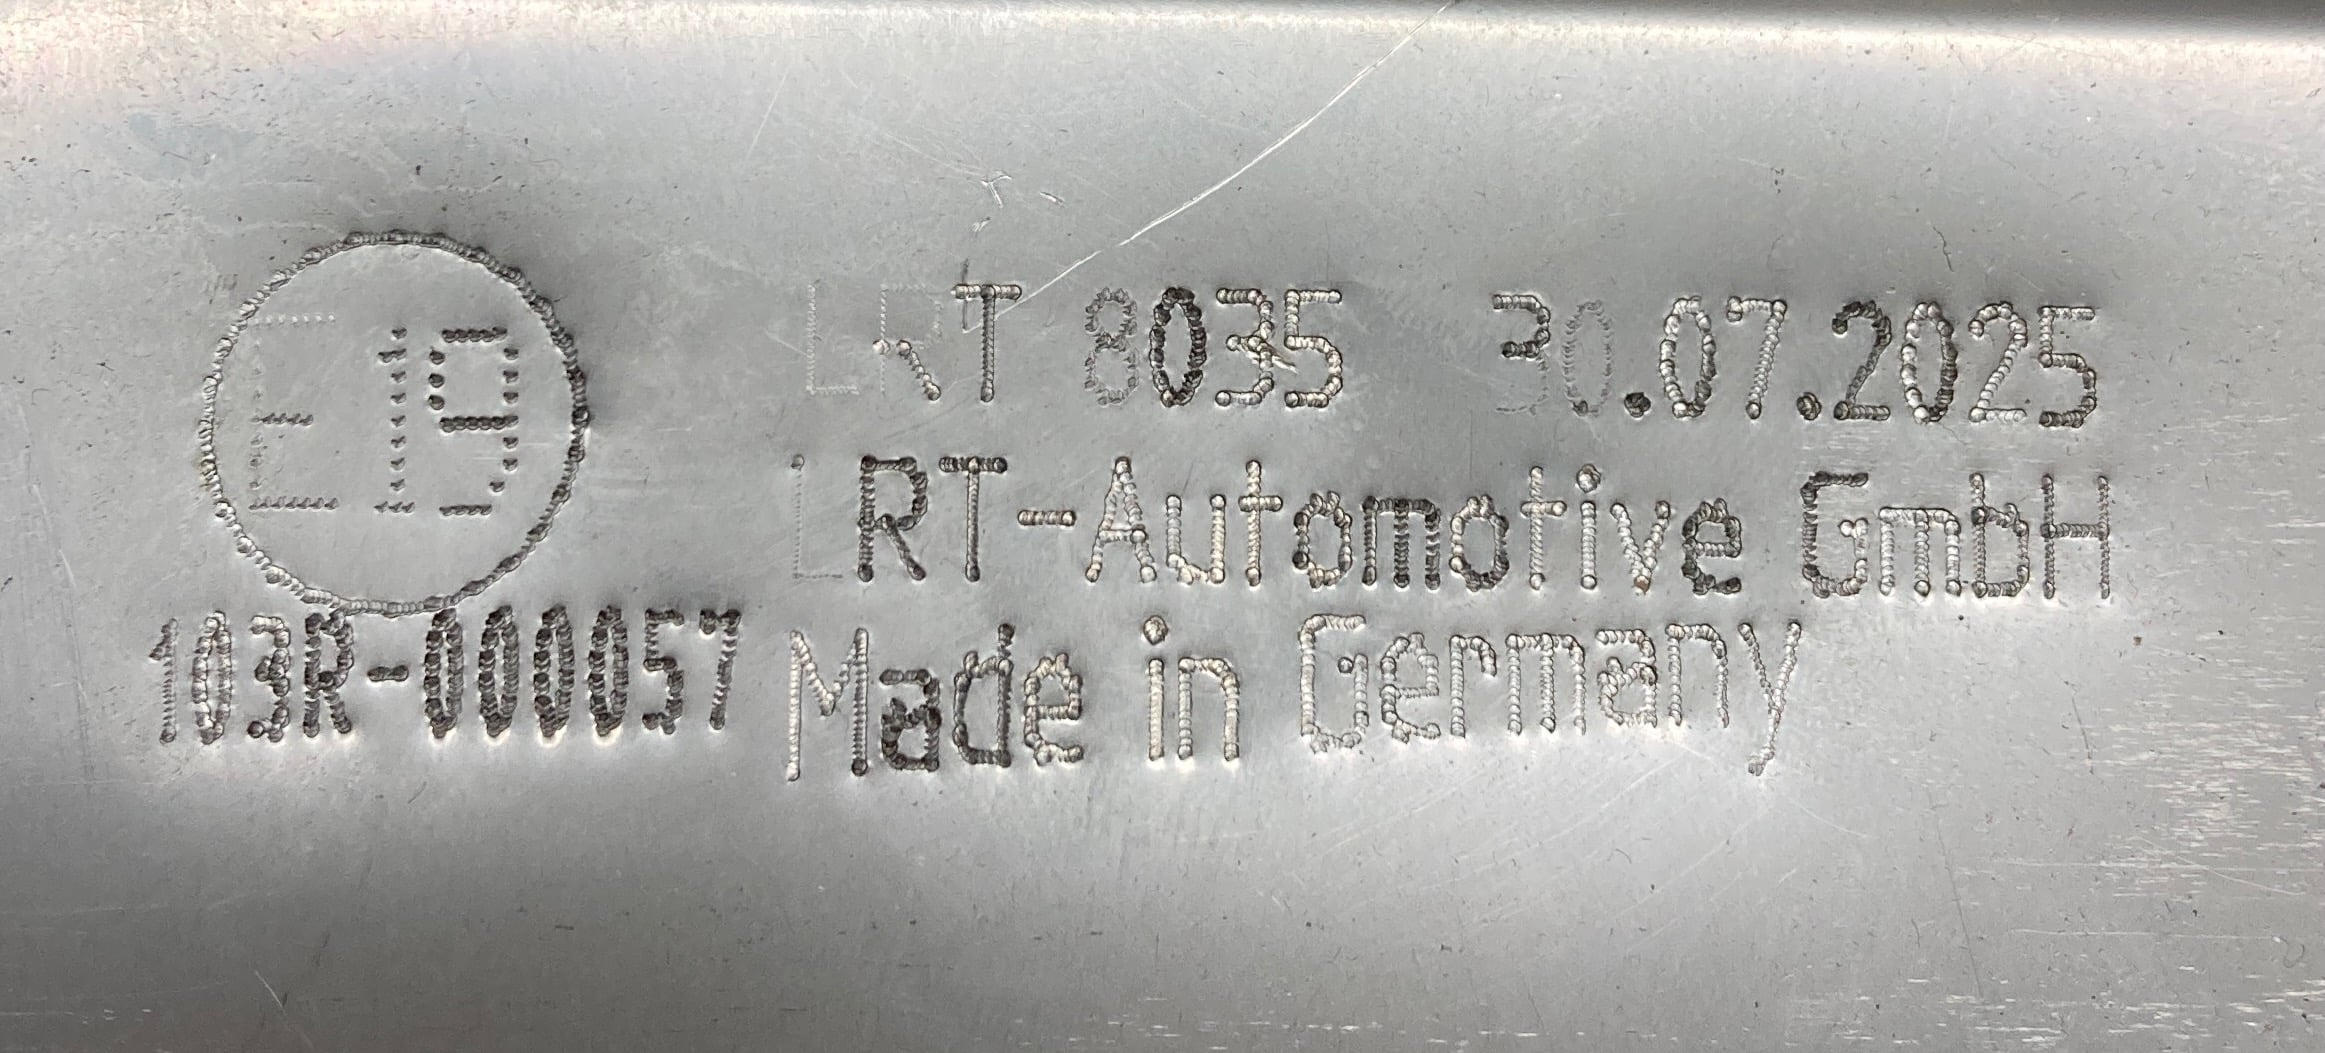 E19
103R-000057
LRT 8035 30.07.2025
LRT-Automotive GmbH
Made in Germany